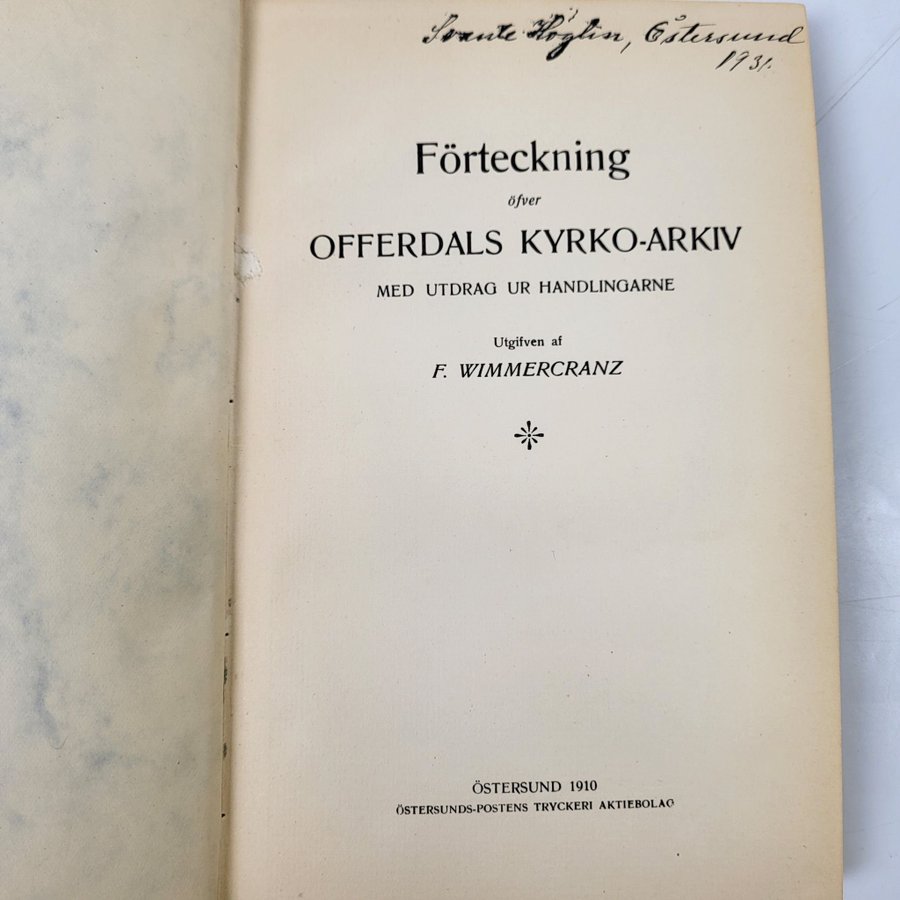 Svante Höglin, Östersund
1931.
Förteckning
öfver
OFFERDALS KYRKO-ARKIV
MED UTDRAG UR HANDLINGARNE
Utgifven af
F. WIMMERCRANZ
ÖSTERSUND 1910
ÖSTERSUNDS-POSTENS TRYCKERI AKTIEBOLAG